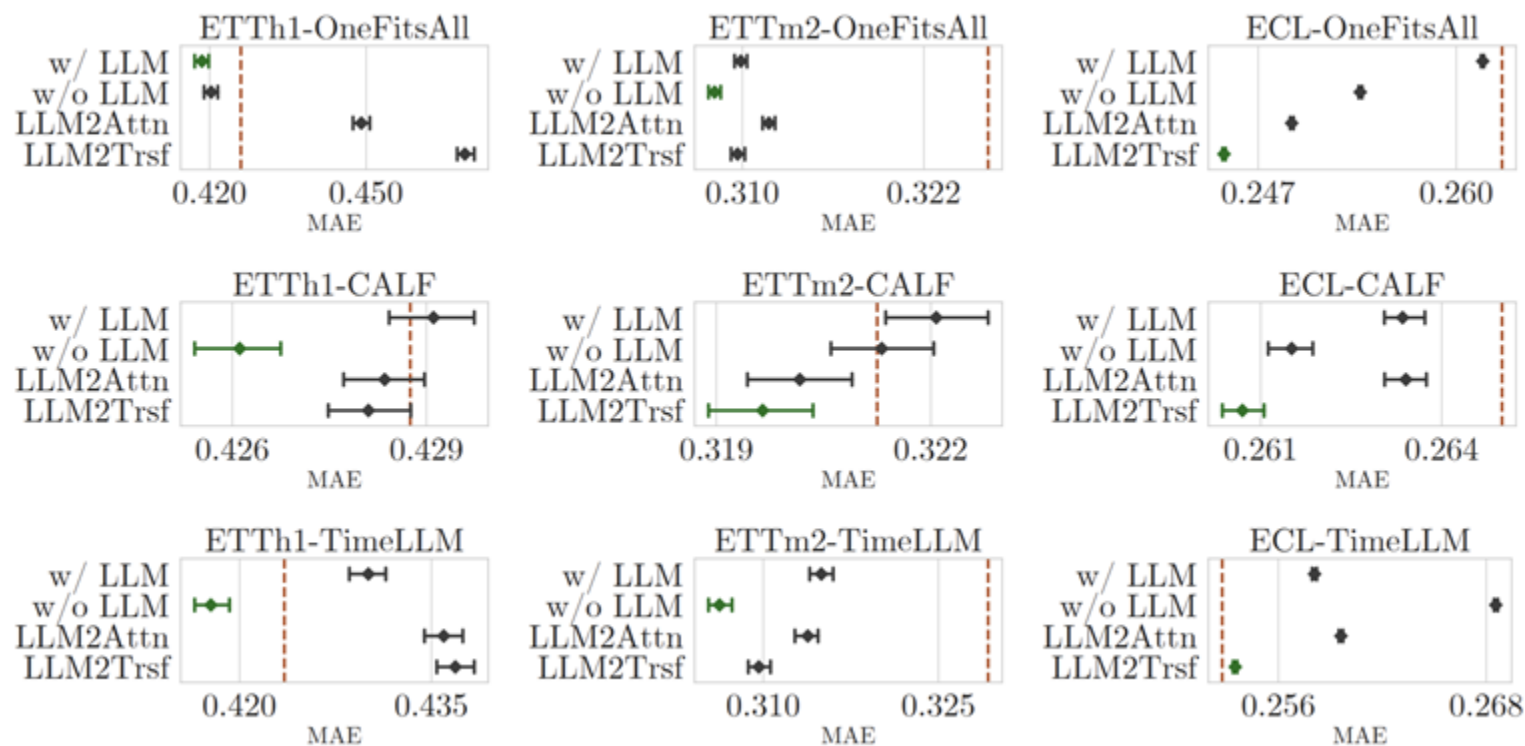 ETTh1-OneFitsAll
w/ LLM
w/o LLM
LLM2Attn
LLM2Trsf
0.420 0.450
MAE
ETTm2-OneFitsAll
w/ LLM
w/o LLM
LLM2Attn
LLM2Trsf
0.310 0.322
MAE
ECL-OneFitsAll
w/ LLM
w/o LLM
LLM2Attn
LLM2Trsf
0.247 0.260
MAE
ETTh1-CALF
w/ LLM
w/o LLM
LLM2Attn
LLM2Trsf
0.426 0.429
MAE
ETTm2-CALF
w/ LLM
w/o LLM
LLM2Attn
LLM2Trsf
0.319 0.322
MAE
ECL-CALF
w/ LLM
w/o LLM
LLM2Attn
LLM2Trsf
0.261 0.264
MAE
ETTh1-TimeLLM
w/ LLM
w/o LLM
LLM2Attn
LLM2Trsf
0.420 0.435
MAE
ETTm2-TimeLLM
w/ LLM
w/o LLM
LLM2Attn
LLM2Trsf
0.310 0.325
MAE
ECL-TimeLLM
w/ LLM
w/o LLM
LLM2Attn
LLM2Trsf
0.256 0.268
MAE